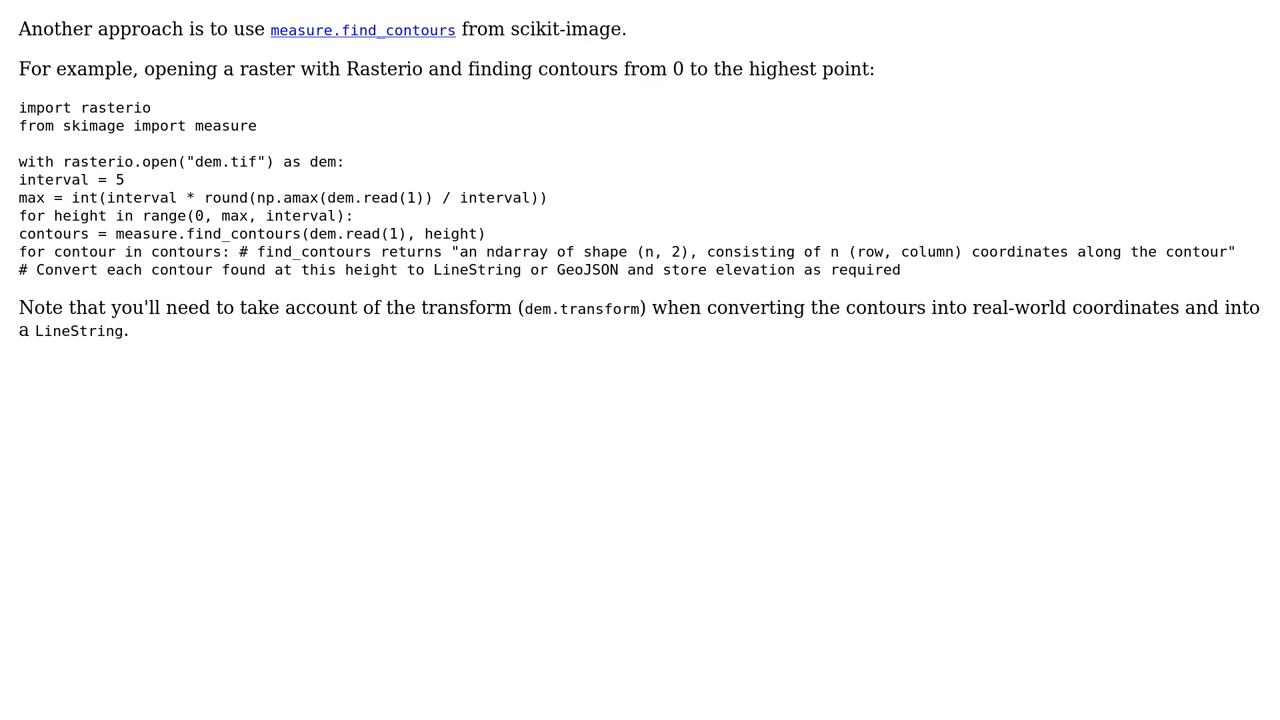 Another approach is to use measure.find_contours from scikit-image.
For example, opening a raster with Rasterio and finding contours from 0 to the highest point:
import rasterio
from skimage import measure
with rasterio.open("dem.tif") as dem:
interval = 5
max = int(interval * round(np.amax(dem.read(1)) / interval))
for height in range(0, max, interval):
contours = measure.find_contours(dem.read(1), height)
for contour in contours: # find_contours returns "an ndarray of shape (n, 2), consisting of n (row, column) coordinates along the contour"
# Convert each contour found at this height to LineString or GeoJSON and store elevation as required
Note that you'll need to take account of the transform (dem.transform) when converting the contours into real-world coordinates and into
a LineString.